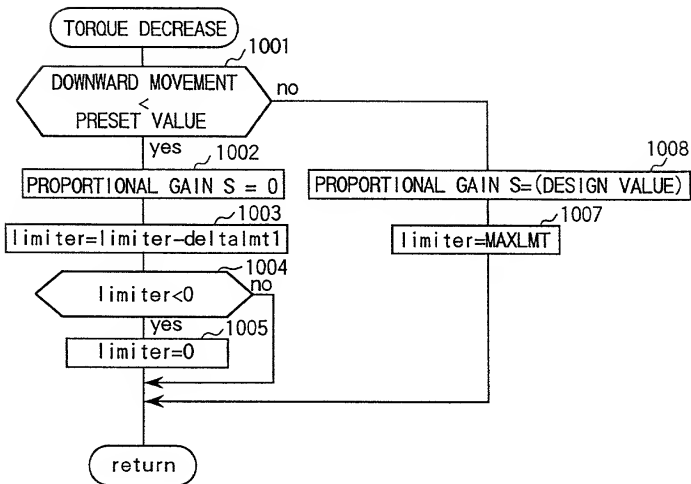 TORQUE DECREASE
1001
DOWNWARD MOVEMENT
<
PRESET VALUE
no
yes
1002
PROPORTIONAL GAIN S = 0
1008
PROPORTIONAL GAIN S=(DESIGN VALUE)
1003
limiter=limiter-deltalmt1
1007
limiter=MAXLMT
1004
limiter<0
no
yes
1005
limiter=0
return